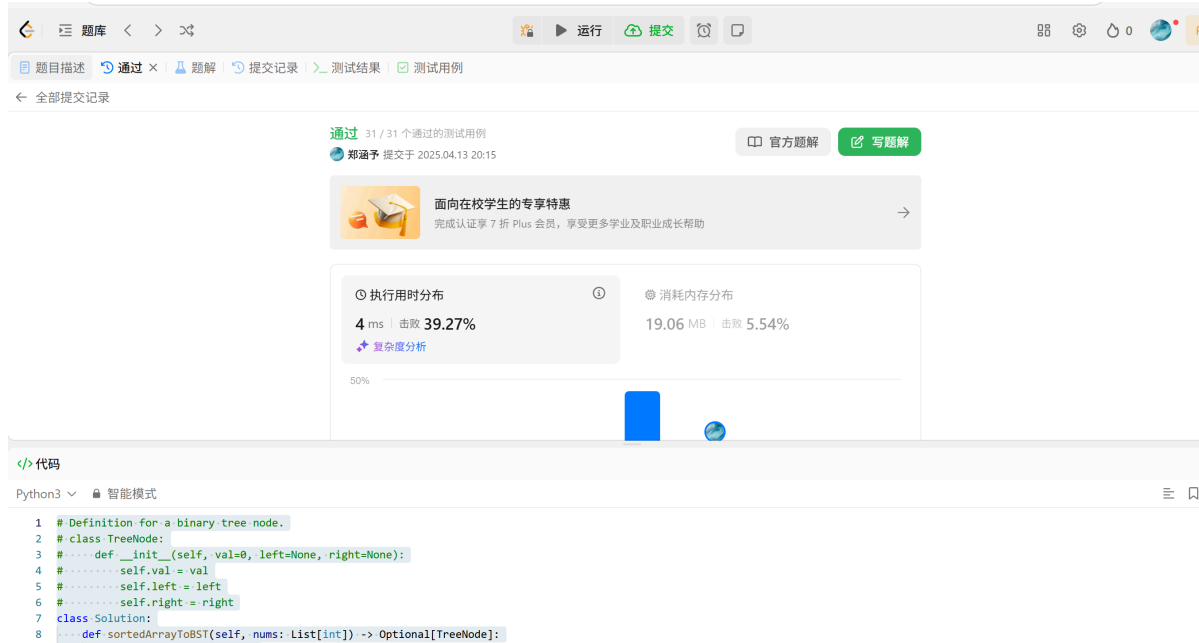 题库
运行
提交
0
题目描述
通过
题解
提交记录
测试结果
测试用例
全部提交记录
通过 31 / 31 个通过的测试用例
郑涵予 提交于 2025.04.13 20:15
官方题解
写题解
面向在校学生的专享特惠
完成认证享 7 折 Plus 会员，享受更多学业及职业成长帮助
执行用时分布
4 ms 击败 39.27%
复杂度分析
消耗内存分布
19.06 MB 击败 5.54%
50%
</>代码
Python3 智能模式
1 # Definition for a binary tree node.
2 # class TreeNode:
3 #     def __init__(self, val=0, left=None, right=None):
4 #         self.val = val
5 #         self.left = left
6 #         self.right = right
7 class Solution:
8     def sortedArrayToBST(self, nums: List[int]) -> Optional[TreeNode]: